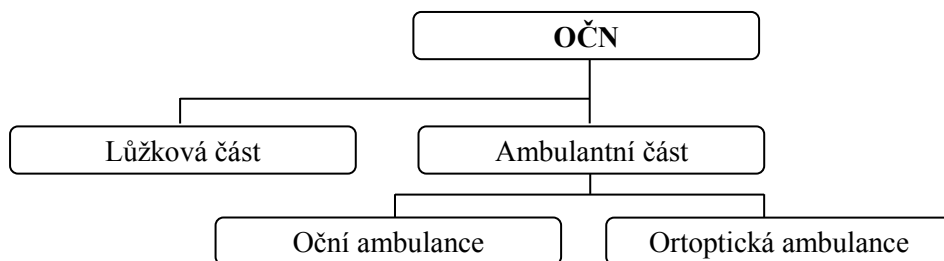 OČN
Lůžková část
Ambulantní část
Oční ambulance
Ortoptická ambulance